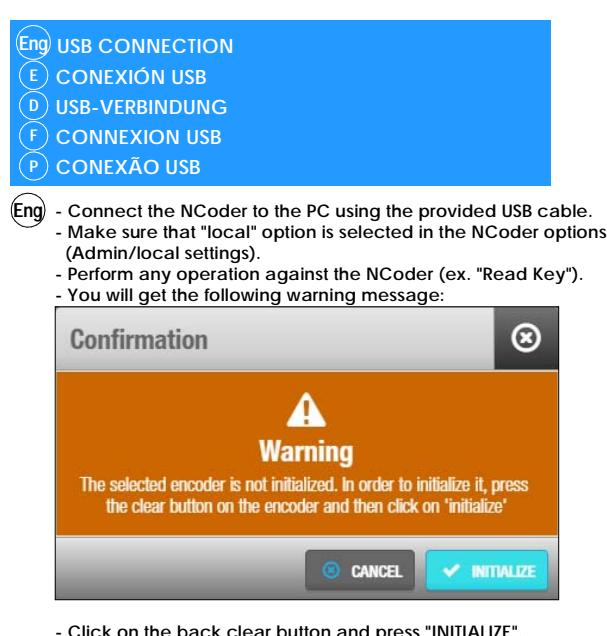 Eng USB CONNECTION
E CONEXIÓN USB
D USB-VERBINDUNG
F CONNEXION USB
P CONEXÃO USB
Eng - Connect the NCoder to the PC using the provided USB cable.
- Make sure that "local" option is selected in the NCoder options
(Admin/local settings).
- Perform any operation against the NCoder (ex. "Read Key").
- You will get the following warning message:
Confirmation
Warning
The selected encoder is not initialized. In order to initialize it, press
the clear button on the encoder and then click on 'initialize'
CANCEL INITIALIZE
- Click on the back clear button and press "INITIALIZE"